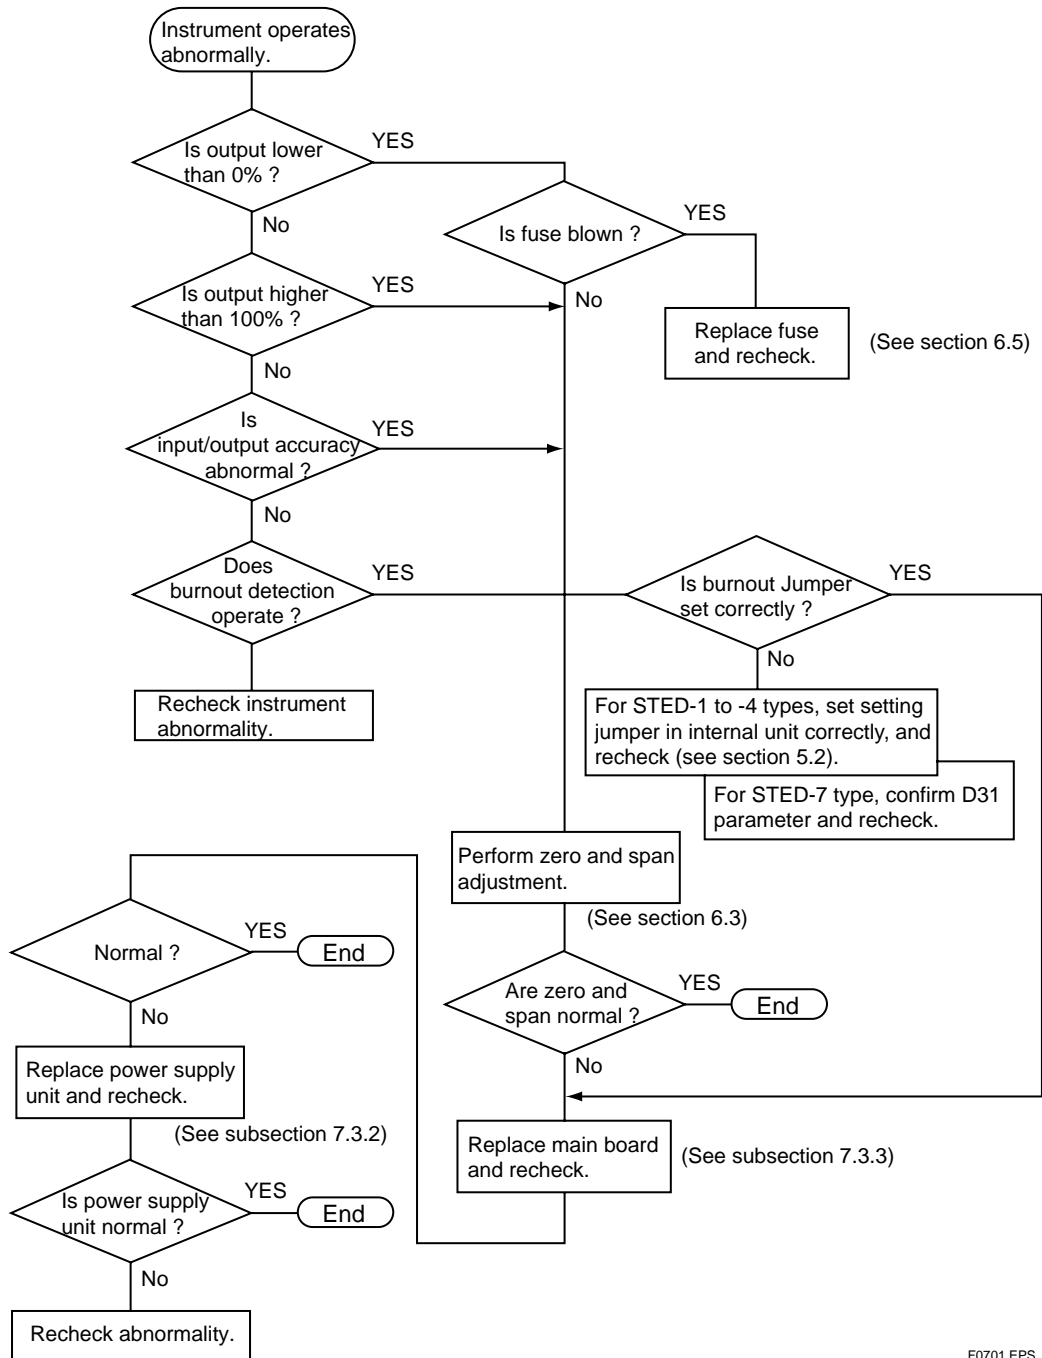 Instrument operates
abnormally.
Is output lower
than 0% ?
YES
No
Is fuse blown ?
YES
No
Replace fuse
and recheck.
(See section 6.5)
Is output higher
than 100% ?
YES
No
Is
input/output accuracy
abnormal ?
YES
No
Does
burnout detection
operate ?
YES
Recheck instrument
abnormality.
Is burnout Jumper
set correctly ?
YES
No
For STED-1 to -4 types, set setting
jumper in internal unit correctly, and
recheck (see section 5.2).
For STED-7 type, confirm D31
parameter and recheck.
Perform zero and span
adjustment.
(See section 6.3)
Are zero and
span normal ?
YES
End
No
Replace main board
and recheck.
(See subsection 7.3.3)
Normal ?
YES
End
No
Replace power supply
unit and recheck.
(See subsection 7.3.2)
Is power supply
unit normal ?
YES
End
No
Recheck abnormality.
F0701.EPS